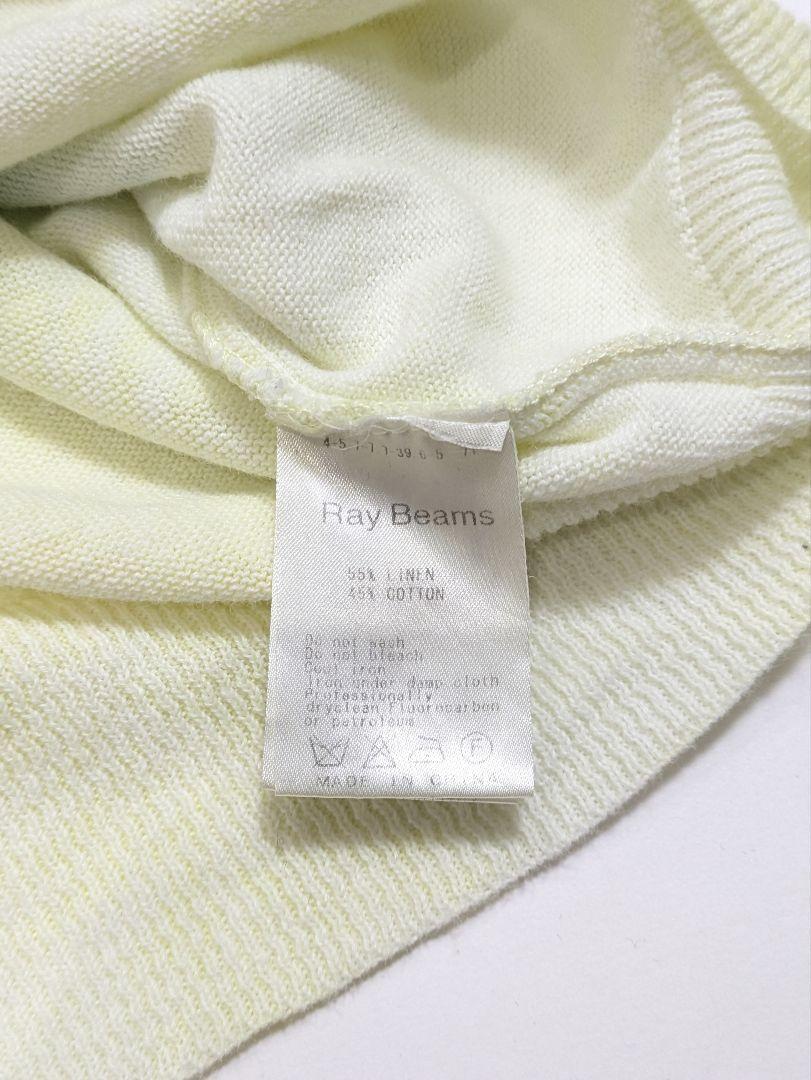 Ray Beams
55% LINEN
45% COTTON
Do not wash
Do not bleach
Cool iron
Iron under damp cloth
Professionally
dryclean Fluorocarbon
or petroleum
F
MADE IN CHINA